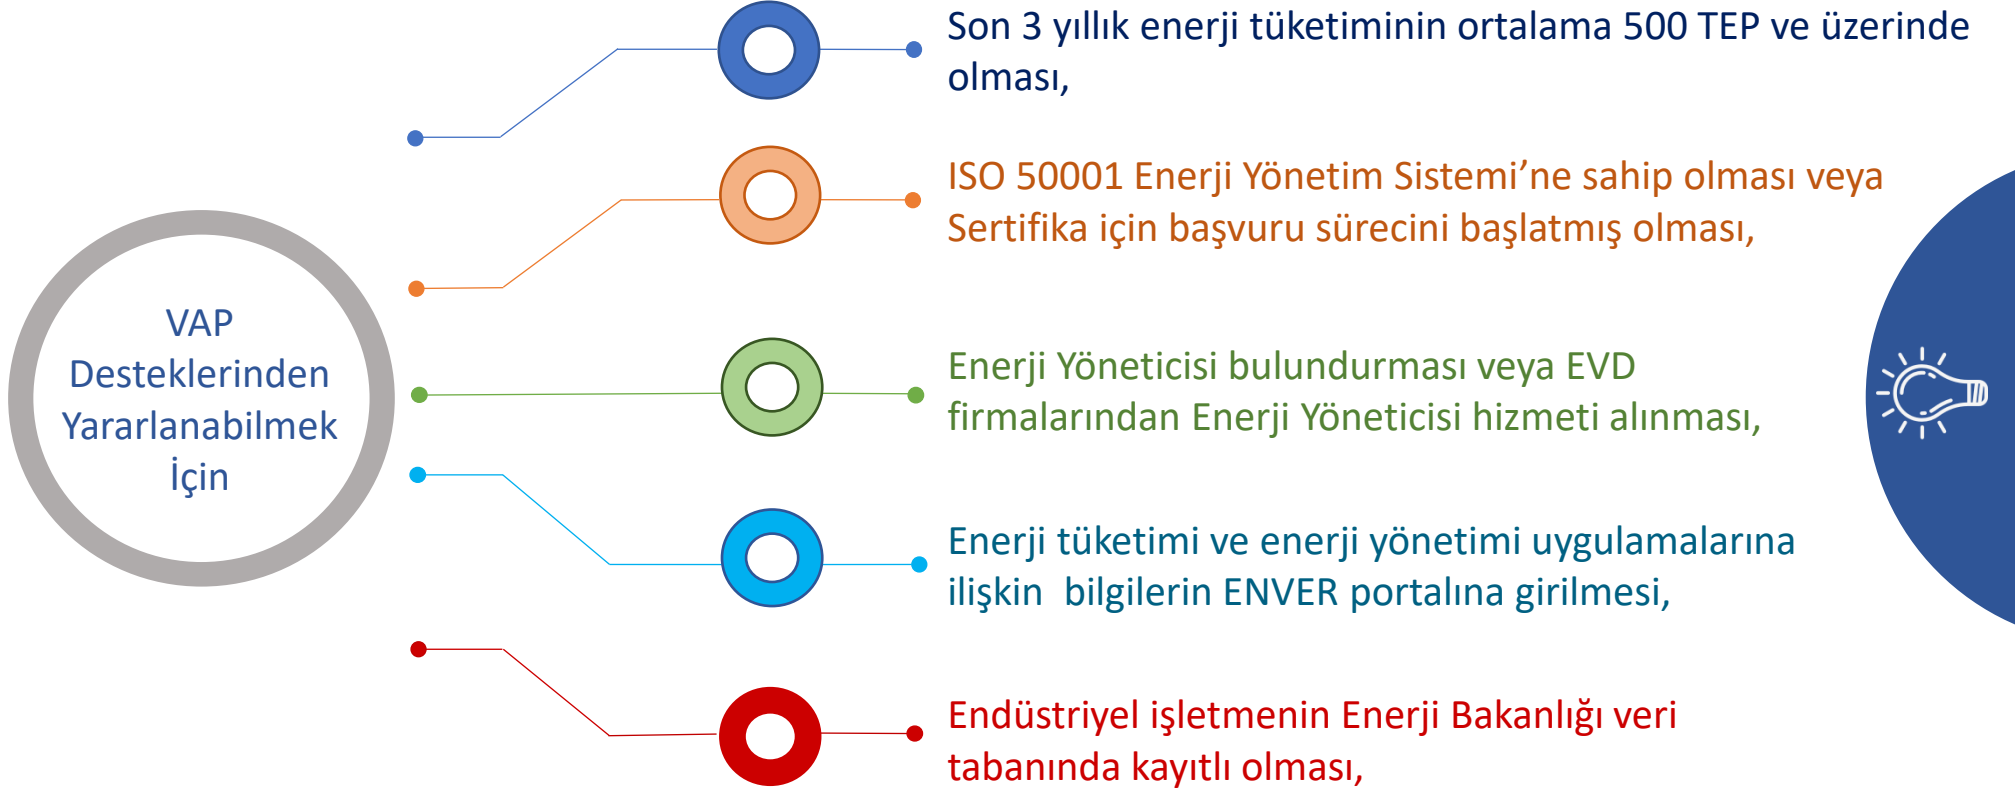 VAP
Desteklerinden
Yararlanabilmek
İçin
Son 3 yıllık enerji tüketiminin ortalama 500 TEP ve üzerinde
olması,
ISO 50001 Enerji Yönetim Sistemi’ne sahip olması veya
Sertifika için başvuru sürecini başlatmış olması,
Enerji Yöneticisi bulundurması veya EVD
firmalarından Enerji Yöneticisi hizmeti alınması,
Enerji tüketimi ve enerji yönetimi uygulamalarına
ilişkin  bilgilerin ENVER portalına girilmesi,
Endüstriyel işletmenin Enerji Bakanlığı veri
tabanında kayıtlı olması,